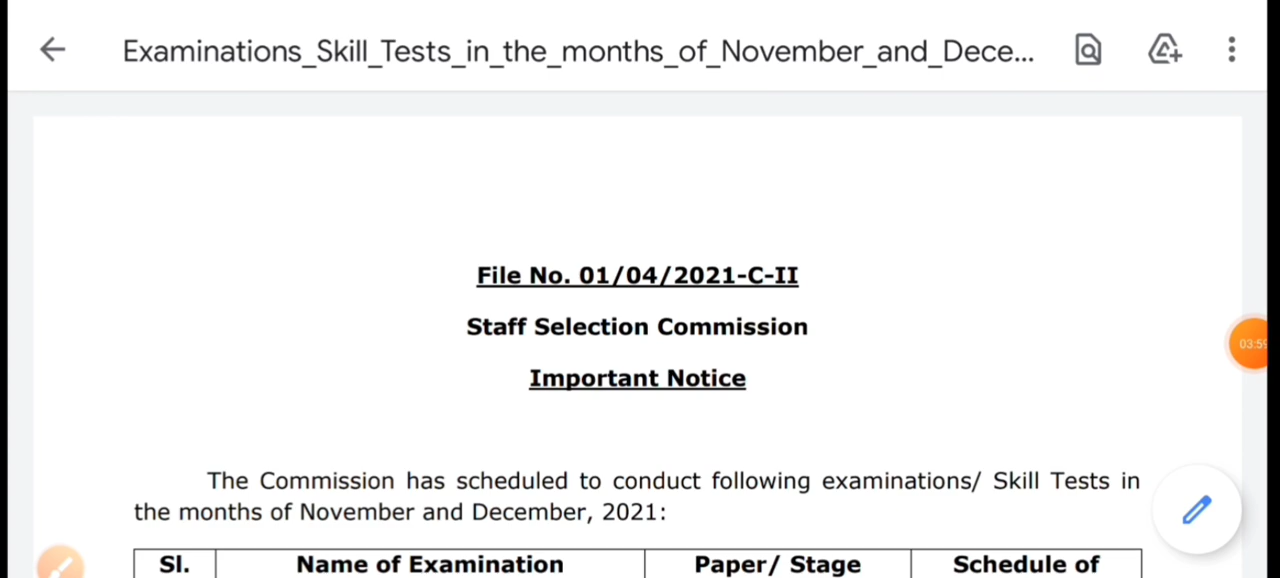 Examinations_Skill_Tests_in_the_months_of_November_and_Dece...
File No. 01/04/2021-C-II
Staff Selection Commission
Important Notice
03:59
The Commission has scheduled to conduct following examinations/ Skill Tests in
the months of November and December, 2021:
Sl. Name of Examination Paper/ Stage Schedule of